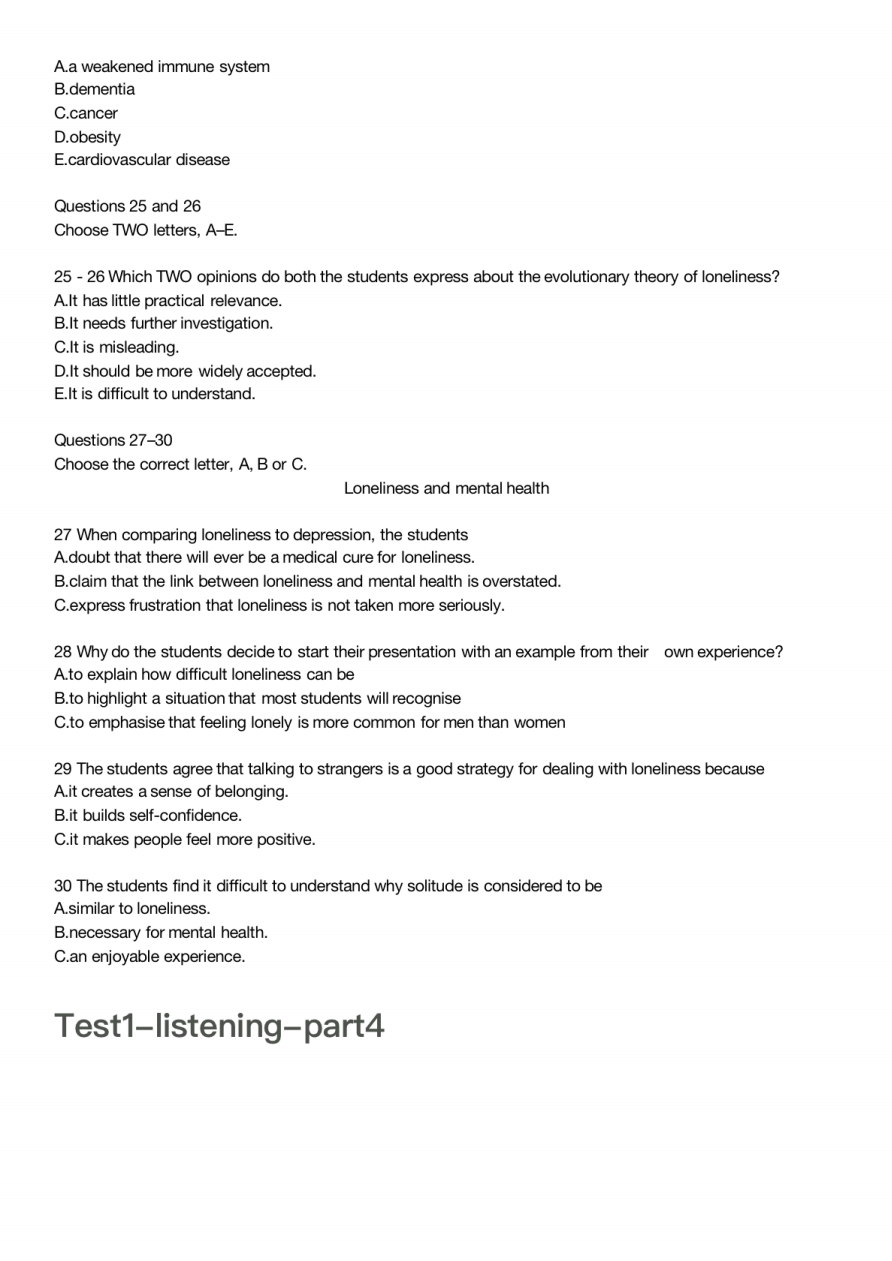 A.a weakened immune system
B.dementia
C.cancer
D.obesity
E.cardiovascular disease
Questions 25 and 26
Choose TWO letters, A–E.
25 - 26 Which TWO opinions do both the students express about the evolutionary theory of loneliness?
A.It has little practical relevance.
B.It needs further investigation.
C.It is misleading.
D.It should be more widely accepted.
E.It is difficult to understand.
Questions 27–30
Choose the correct letter, A, B or C.
Loneliness and mental health
27 When comparing loneliness to depression, the students
A.doubt that there will ever be a medical cure for loneliness.
B.claim that the link between loneliness and mental health is overstated.
C.express frustration that loneliness is not taken more seriously.
28 Why do the students decide to start their presentation with an example from their own experience?
A.to explain how difficult loneliness can be
B.to highlight a situation that most students will recognise
C.to emphasise that feeling lonely is more common for men than women
29 The students agree that talking to strangers is a good strategy for dealing with loneliness because
A.it creates a sense of belonging.
B.it builds self-confidence.
C.it makes people feel more positive.
30 The students find it difficult to understand why solitude is considered to be
A.similar to loneliness.
B.necessary for mental health.
C.an enjoyable experience.
Test1–listening–part4